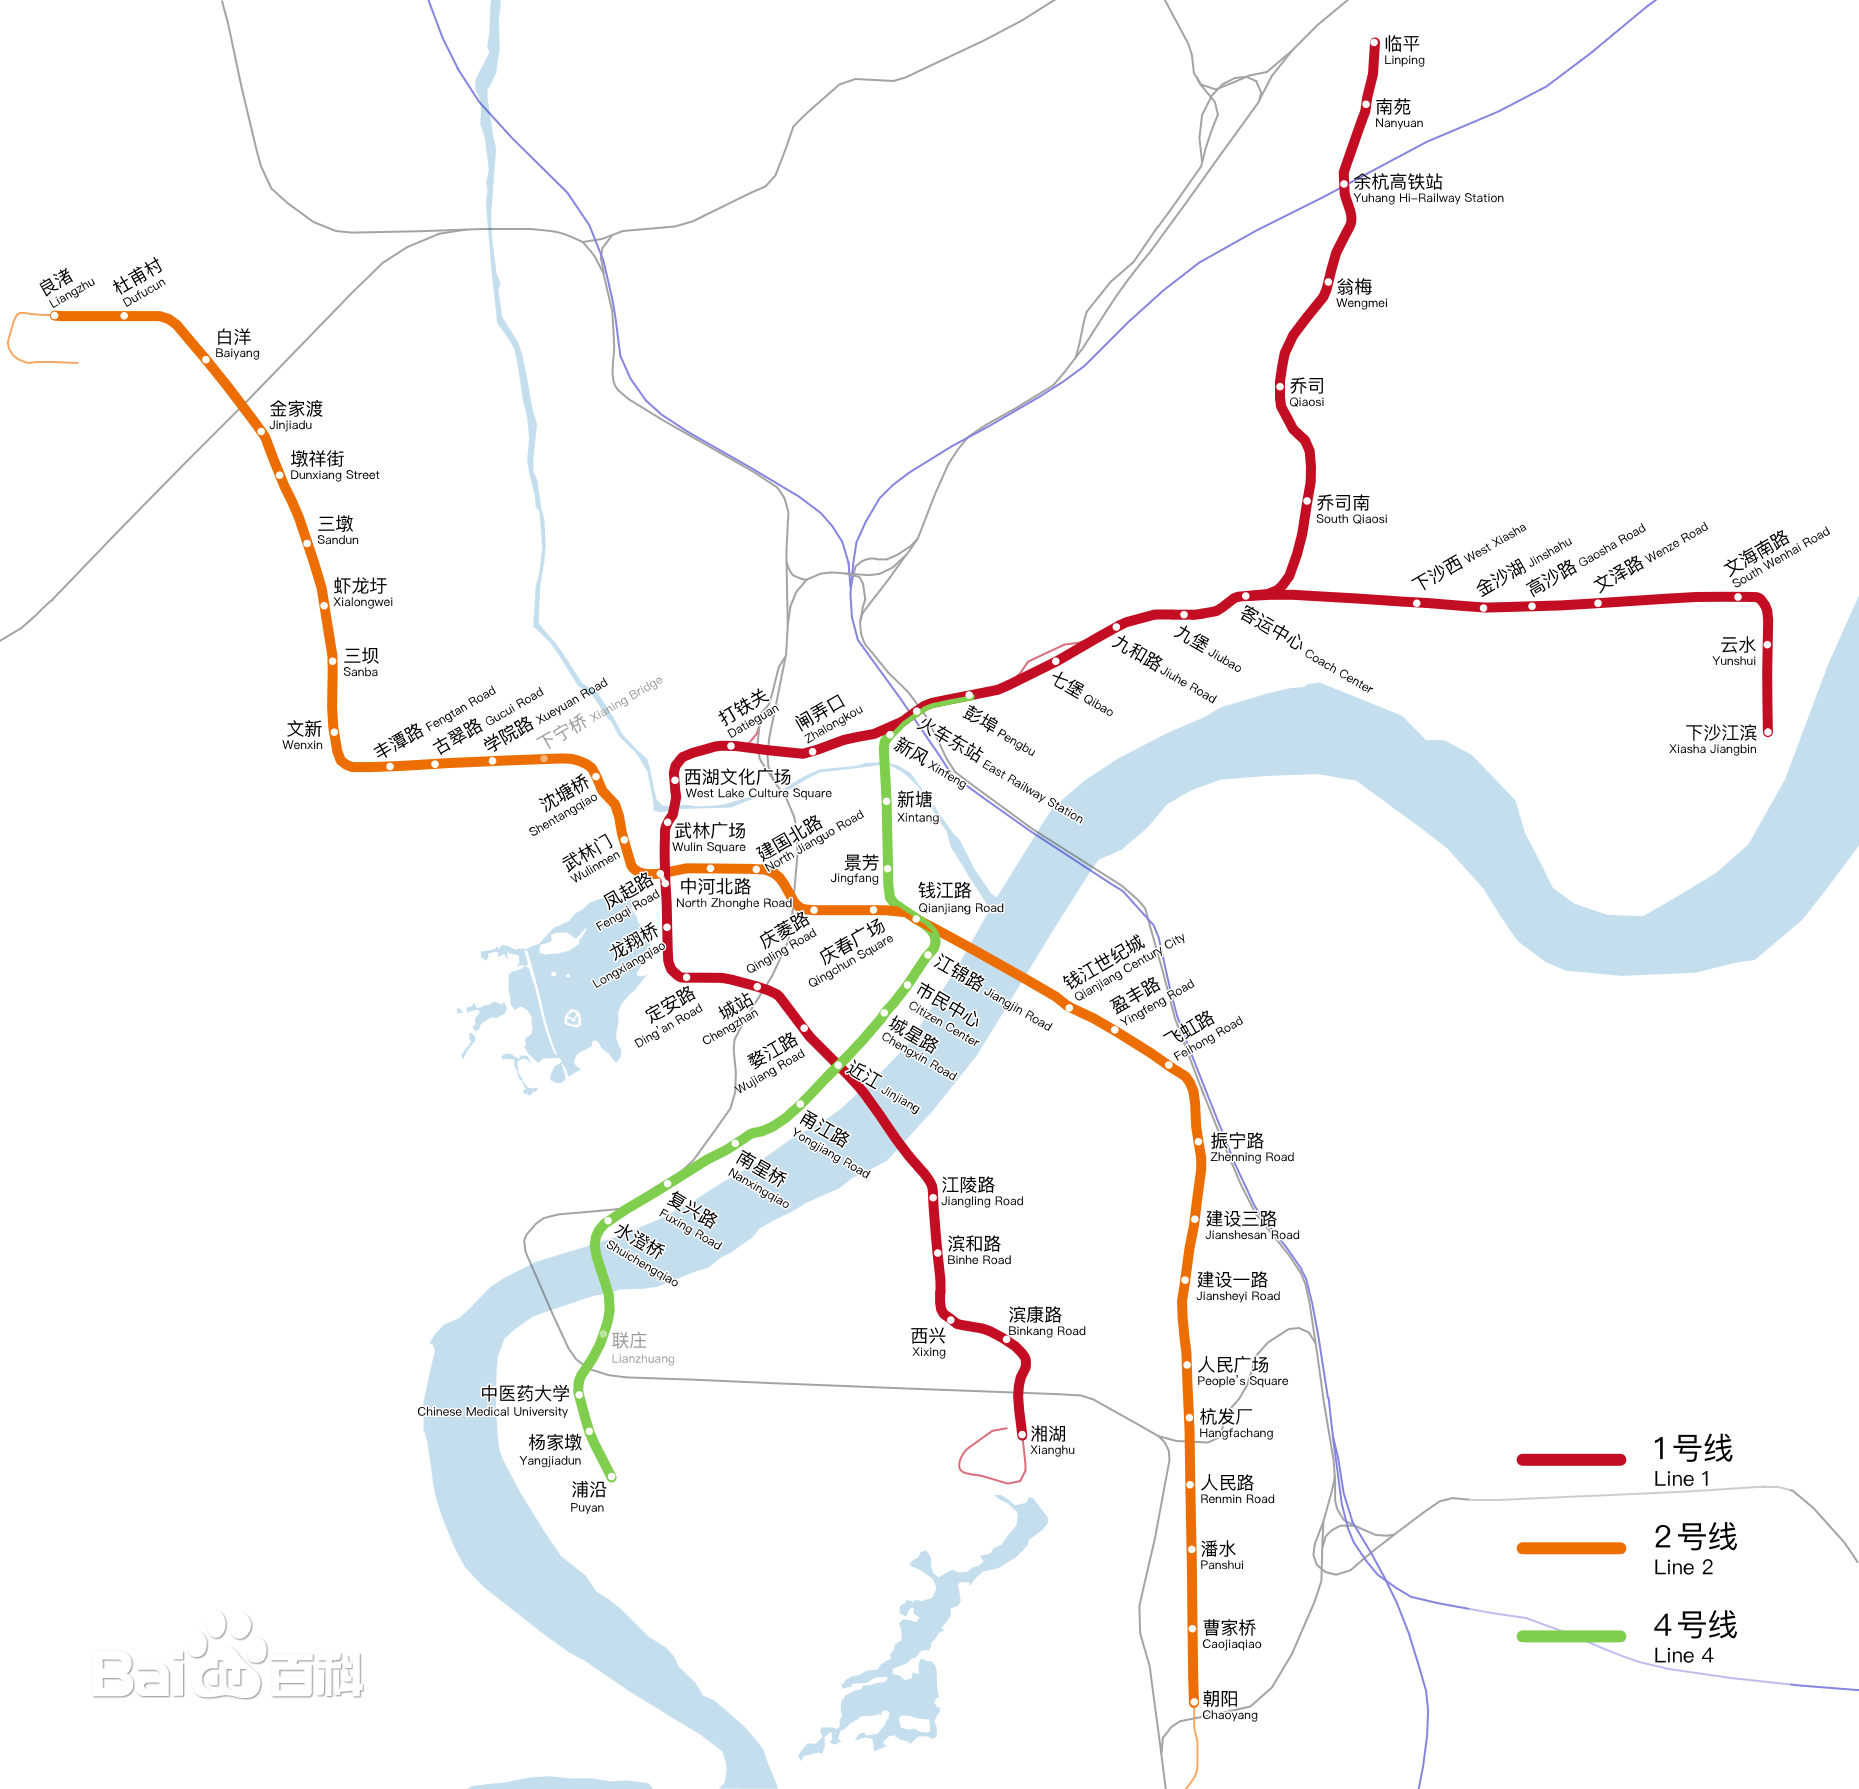 临平
Linping
南苑
Nanyuan
余杭高铁站
Yuhang Hi-Railway Station
翁梅
Wengmei
乔司
Qiaosi
乔司南
South Qiaosi
良渚
Liangzhu
杜甫村
Dufucun
白洋
Baiyang
金家渡
Jinjiadu
墩祥街
Dunxiang Street
三墩
Sandun
虾龙圩
Xialongwei
三坝
Sanba
文新
Wenxin
丰潭路 Fengtan Road
古翠路 Gucui Road
学院路 Xueyuan Road
下宁桥 Xianing Bridge
沈塘桥
Shentangqiao
武林门
Wulinmen
凤起路
Fengqi Road
中河北路
North Zhonghe Road
建国北路
North Jianguo Road
庆菱路
Qingling Road
庆春广场
Qingchun Square
钱江路
Qianjiang Road
钱江世纪城
Qianjiang Century City
盈丰路
Yingfeng Road
飞虹路
Feihong Road
振宁路
Zhenning Road
建设三路
Jianshesan Road
建设一路
Jiansheyi Road
人民广场
People's Square
杭发厂
Hangfachang
人民路
Renmin Road
潘水
Panshui
曹家桥
Caojiaqiao
朝阳
Chaoyang
下沙西 West Xiasha
金沙湖 Jinshahu
高沙路 Gaosha Road
文泽路 Wenze Road
文海南路
South Wenhai Road
云水
Yunshui
下沙江滨
Xiasha Jiangbin
客运中心 Coach Center
九堡 Jiubao
九和路 Jiuhe Road
七堡 Qibao
彭埠 Pengbu
火车东站 East Railway Station
闸弄口
Zhalongkou
打铁关
Datieguan
西湖文化广场
West Lake Culture Square
武林广场
Wulin Square
龙翔桥
Longxiangqiao
定安路
Ding'an Road
城站
Chengzhan
婺江路
Wujiang Road
近江 Jinjiang
江陵路
Jiangling Road
滨和路
Binhe Road
西兴
Xixing
滨康路
Binkang Road
湘湖
Xianghu
新风 Xinfeng
新塘
Xintang
景芳
Jingfang
江锦路 Jiangjin Road
市民中心
Citizen Center
城星路
Chengxin Road
甬江路
Yongjiang Road
南星桥
Nanxingqiao
复兴路
Fuxing Road
水澄桥
Shuichengqiao
联庄
Lianzhuang
中医药大学
Chinese Medical University
杨家墩
Yangjiadun
浦沿
Puyan
1号线
Line 1
2号线
Line 2
4号线
Line 4
Bai百科